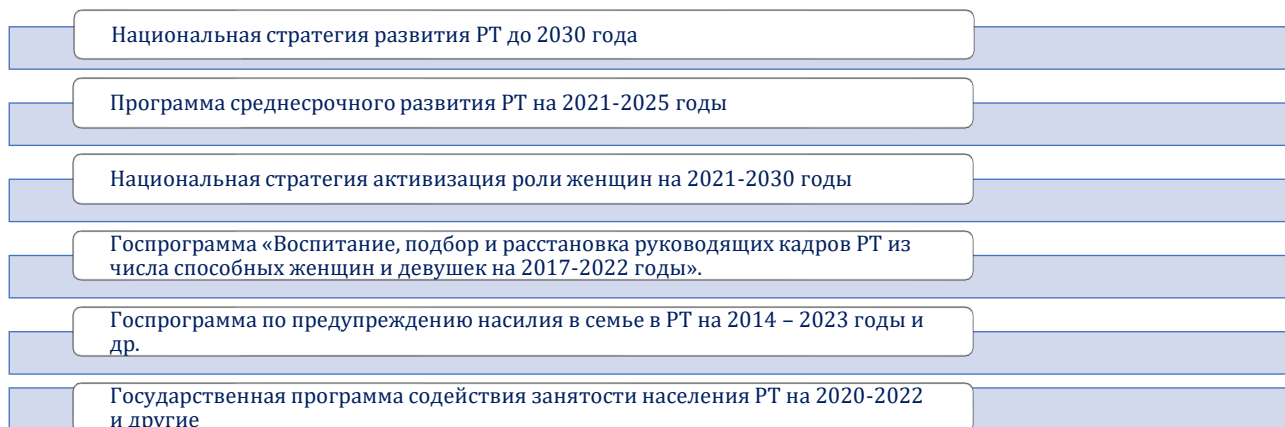 Национальная стратегия развития РТ до 2030 года
Программа среднесрочного развития РТ на 2021-2025 годы
Национальная стратегия активизация роли женщин на 2021-2030 годы
Госпрограмма «Воспитание, подбор и расстановка руководящих кадров РТ из
числа способных женщин и девушек на 2017-2022 годы».
Госпрограмма по предупреждению насилия в семье в РТ на 2014 – 2023 годы и
др.
Государственная программа содействия занятости населения РТ на 2020-2022
и другие